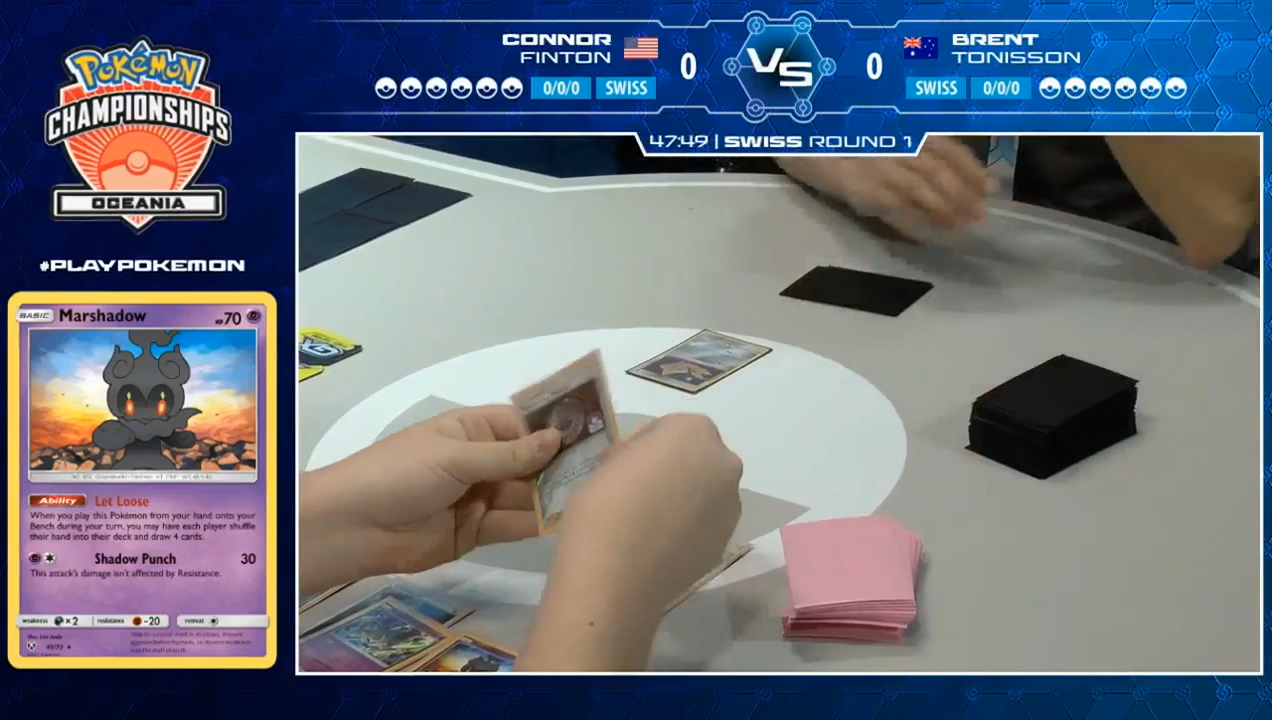 POKÉMON
CHAMPIONSHIPS
OCEANIA
#PLAYPOKEMON
CONNOR
FINTON
0
0/0/0
SWISS
VS
0
BRENT
TONISSON
SWISS
0/0/0
47:49 | SWISS ROUND 1
BASIC
Marshadow
HP 70
Ability
Let Loose
When you play this Pokémon from your hand onto your
Bench during your turn, you may have each player shuffle
their hand into their deck and draw 4 cards.
Shadow Punch
30
This attack's damage isn't affected by Resistance.
weakness
×2
resistance
-20
retreat
GX